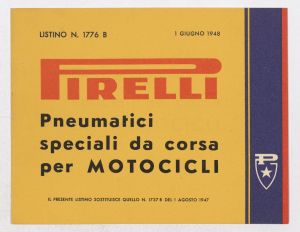 LISTINO N. 1776 B
1 GIUGNO 1948
PIRELLI
Pneumatici
speciali da corsa
per MOTOCICLI
P
IL PRESENTE LISTINO SOSTITUISCE QUELLO N. 1737 B DEL 1 AGOSTO 1947